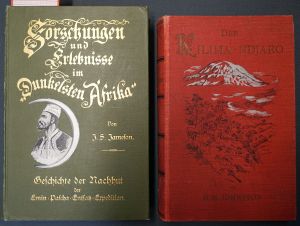 Forschungen
und
Erlebnisse
im
„Dunkelsten Afrika“
Von
J. S. Jameson.
Geschichte der Nachhut
der
Emin-Pascha-Entsatz-Expedition.
DER
KILIMA-NDJARO
H.H. JOHNSTON